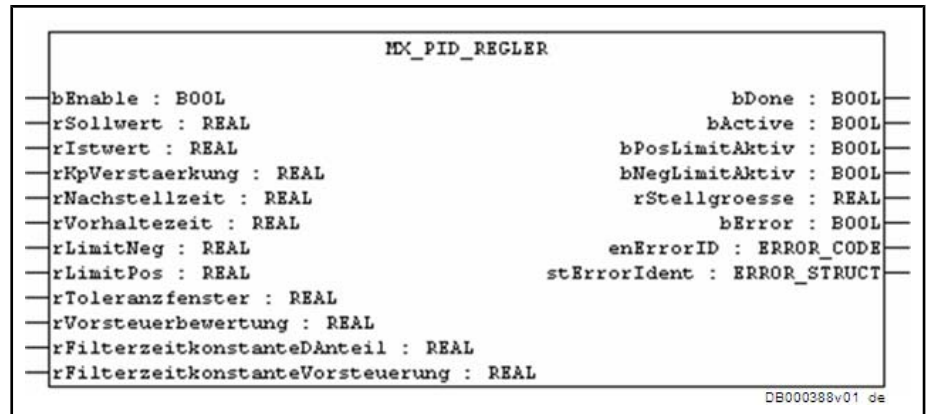 MX_PID_REGLER
bEnable : BOOL
rSollwert : REAL
rIstwert : REAL
rKpVerstaerkung : REAL
rNachstellzeit : REAL
rVorhaltezeit : REAL
rLimitNeg : REAL
rLimitPos : REAL
rToleranzfenster : REAL
rVorsteuerbewertung : REAL
rFilterzeitkonstanteDAnteil : REAL
rFilterzeitkonstanteVorsteuerung : REAL
bDone : BOOL
bActive : BOOL
bPosLimitAktiv : BOOL
bNegLimitAktiv : BOOL
rStellgroesse : REAL
bError : BOOL
enErrorID : ERROR_CODE
stErrorIdent : ERROR_STRUCT
DB000388v01 de